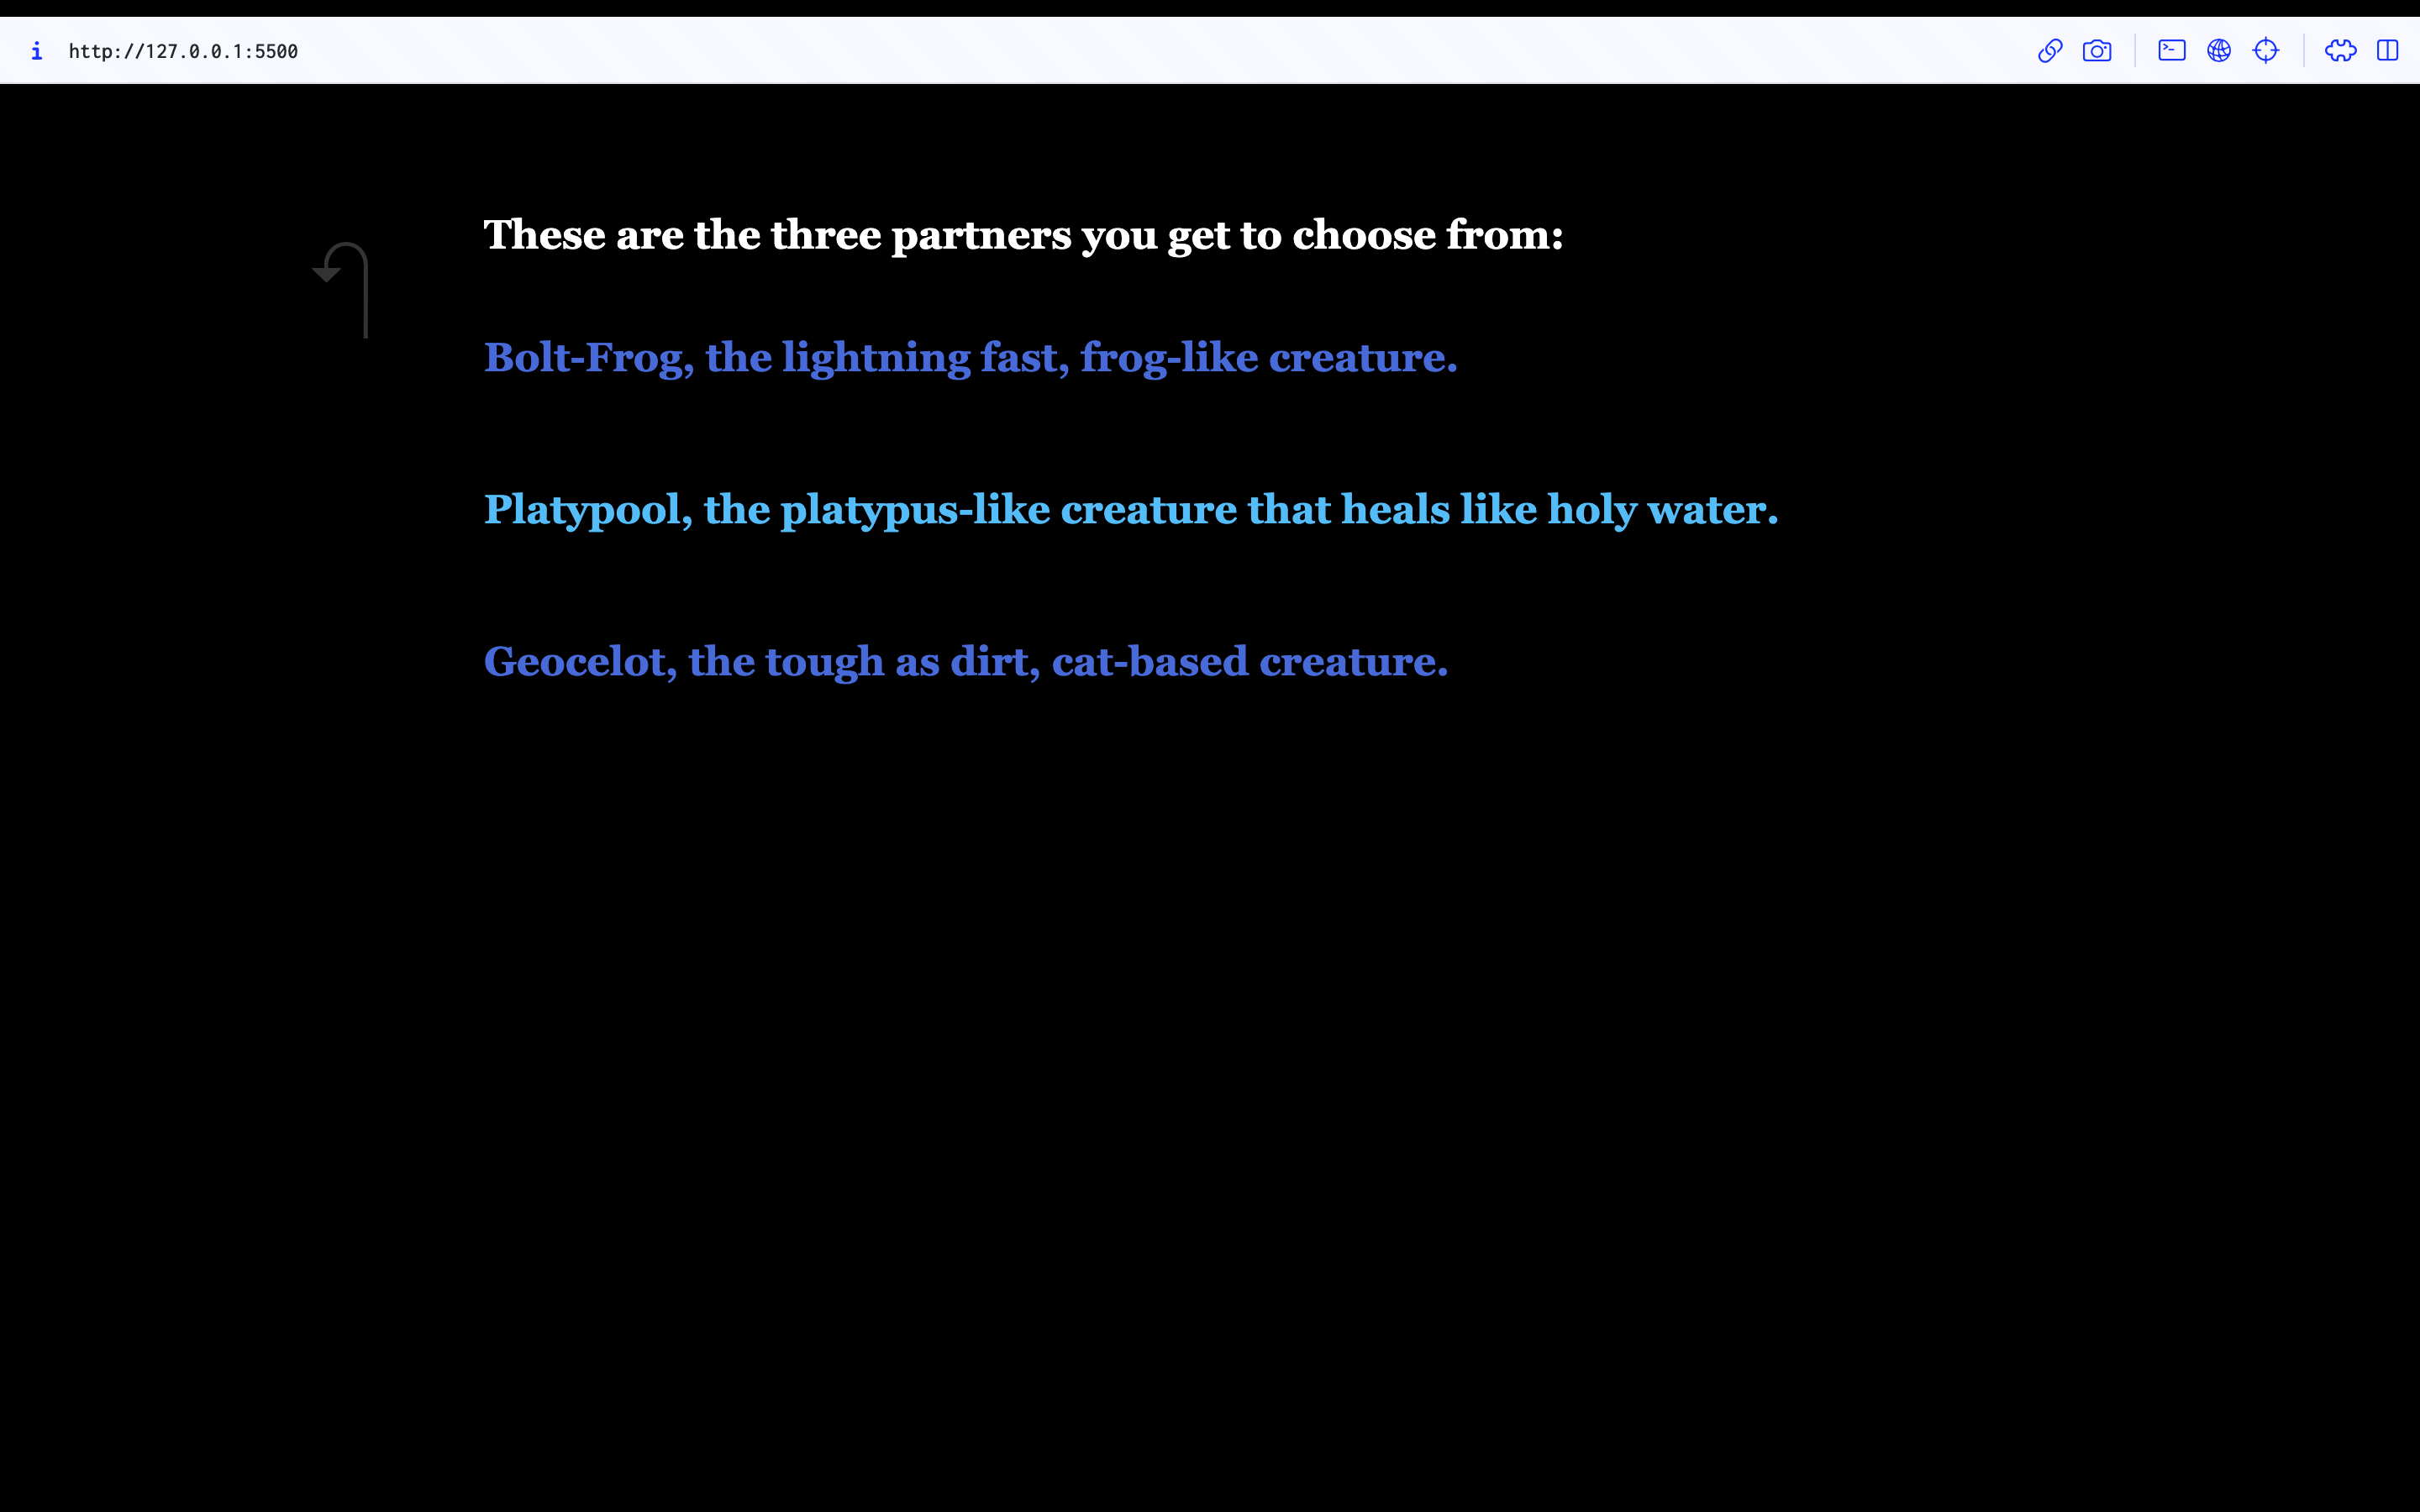 http://127.0.0.1:5500
These are the three partners you get to choose from:
Bolt-Frog, the lightning fast, frog-like creature.
Platypool, the platypus-like creature that heals like holy water.
Geocelot, the tough as dirt, cat-based creature.